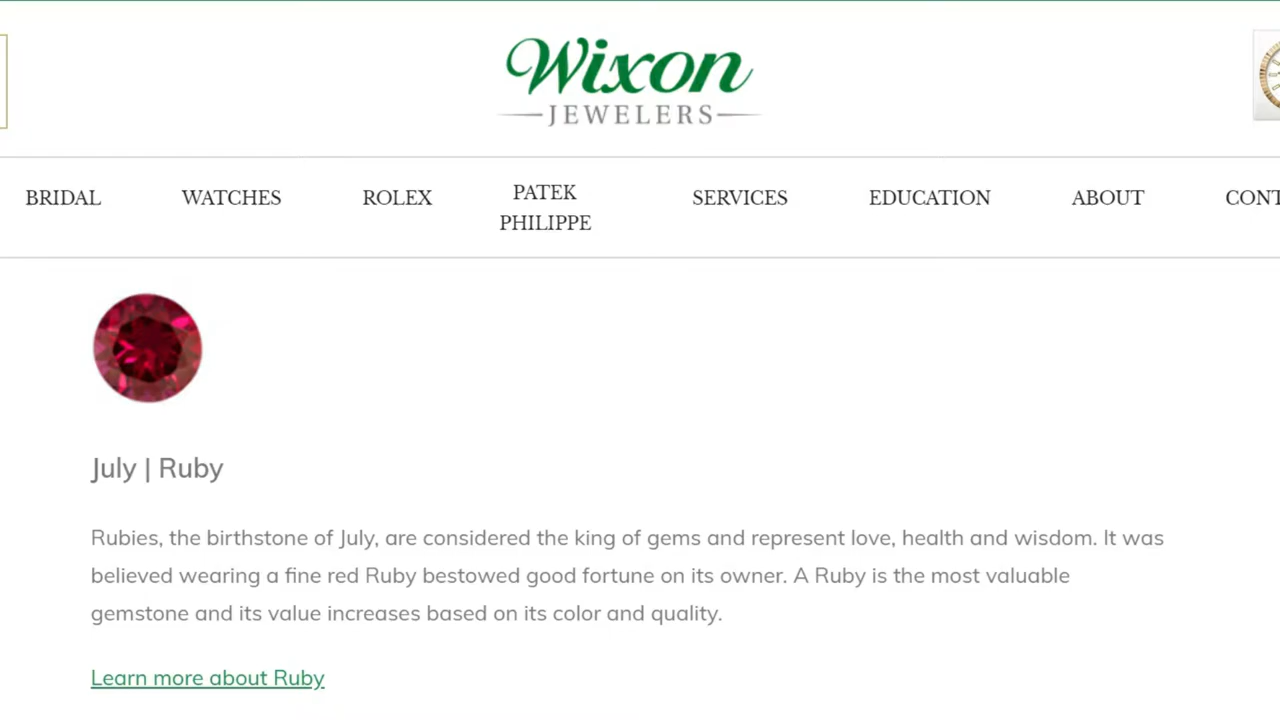 Wixon
JEWELERS
BRIDAL
WATCHES
ROLEX
PATEK
PHILIPPE
SERVICES
EDUCATION
ABOUT
CONT
July | Ruby
Rubies, the birthstone of July, are considered the king of gems and represent love, health and wisdom. It was
believed wearing a fine red Ruby bestowed good fortune on its owner. A Ruby is the most valuable
gemstone and its value increases based on its color and quality.
Learn more about Ruby